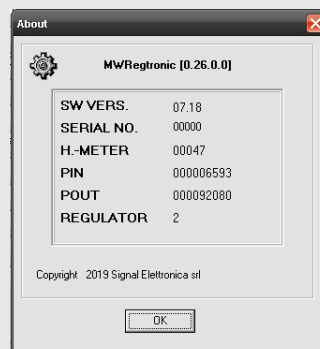 About
MWRegtronic [0.26.0.0]
SW VERS. 07.18
SERIAL NO. 00000
H.-METER 00047
PIN 000006593
POUT 000092080
REGULATOR 2
Copyright 2019 Signal Elettronica srl
OK